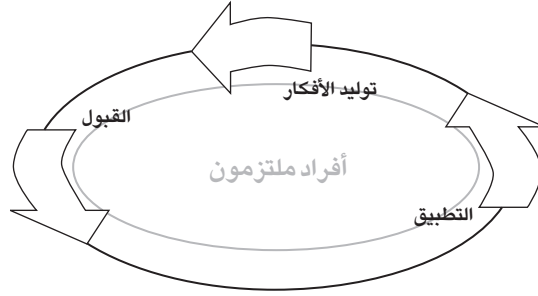 توليد الأفكار
القبول
أفراد ملتزمون
التطبيق